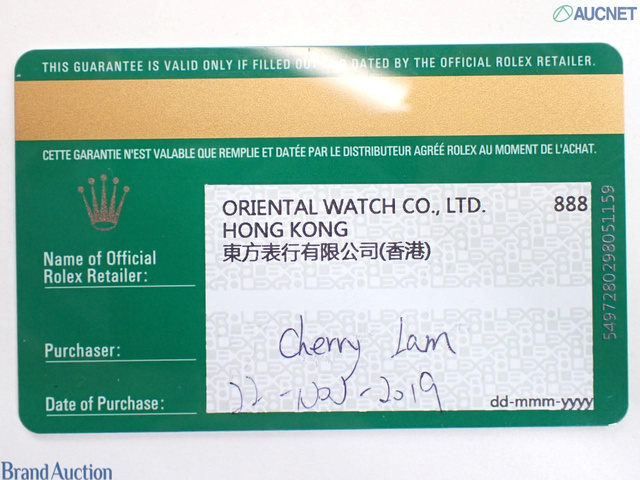 AUCNET
THIS GUARANTEE IS VALID ONLY IF FILLED OUT AND DATED BY THE OFFICIAL ROLEX RETAILER.
CETTE GARANTIE N'EST VALABLE QUE REMPLIE ET DATÉE PAR LE DISTRIBUTEUR AGRÉÉ ROLEX AU MOMENT DE L'ACHAT.
ORIENTAL WATCH CO., LTD. 888
HONG KONG
東方表行有限公司(香港)
Name of Official
Rolex Retailer:
5497280298051159
Purchaser: Cherry Lam
Date of Purchase: 22-NOV-2019 dd-mmm-yyyy
Brand Auction